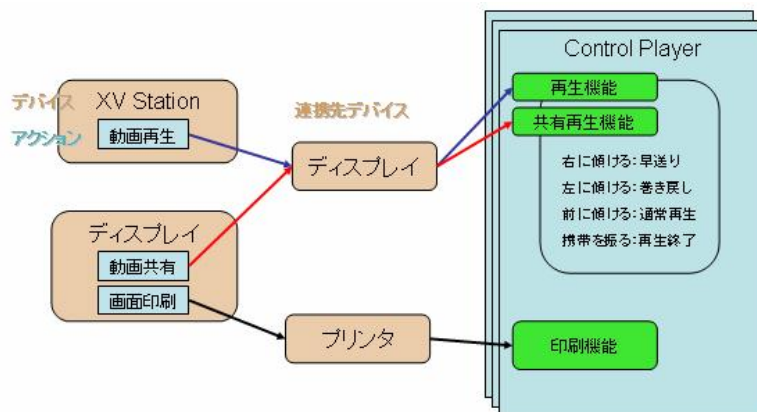 Control Player
XV Station
デバイス
アクション
動画再生
連携先デバイス
ディスプレイ
再生機能
共有再生機能
右に傾ける:早送り
左に傾ける:巻き戻し
前に傾ける:通常再生
携帯を振る:再生終了
ディスプレイ
動画共有
画面印刷
プリンタ
印刷機能